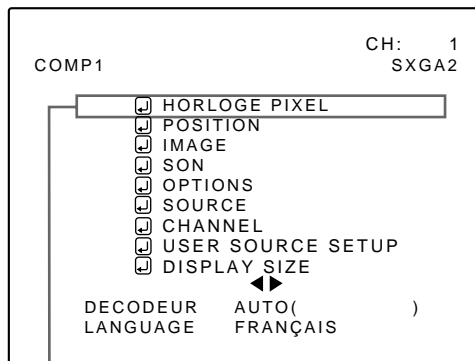 CH: 1
COMP1 SXGA2
HORLOGE PIXEL
POSITION
IMAGE
SON
OPTIONS
SOURCE
CHANNEL
USER SOURCE SETUP
DISPLAY SIZE
DECODEUR AUTO( )
LANGUAGE FRANÇAIS